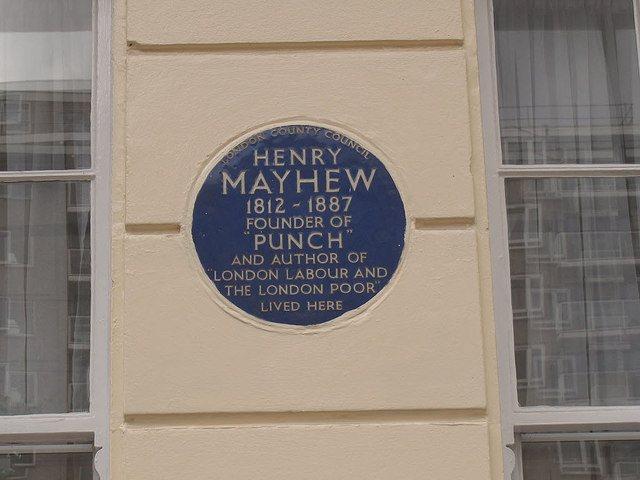 LONDON COUNTY COUNCIL
HENRY
MAYHEW
1812 - 1887
FOUNDER OF
"PUNCH"
AND AUTHOR OF
"LONDON LABOUR AND
THE LONDON POOR"
LIVED HERE